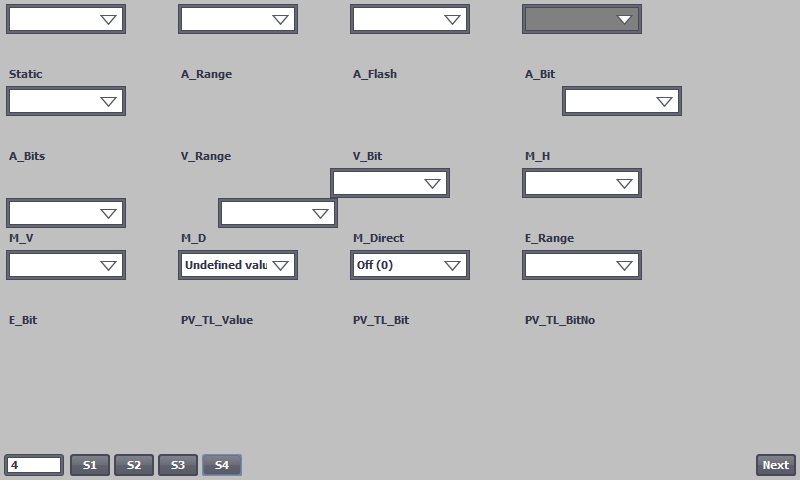 Static A_Range A_Flash A_Bit
A_Bits V_Range V_Bit M_H
M_V M_D M_Direct E_Range
Undefined valu Off (0)
E_Bit PV_TL_Value PV_TL_Bit PV_TL_BitNo
4 S1 S2 S3 S4 Next